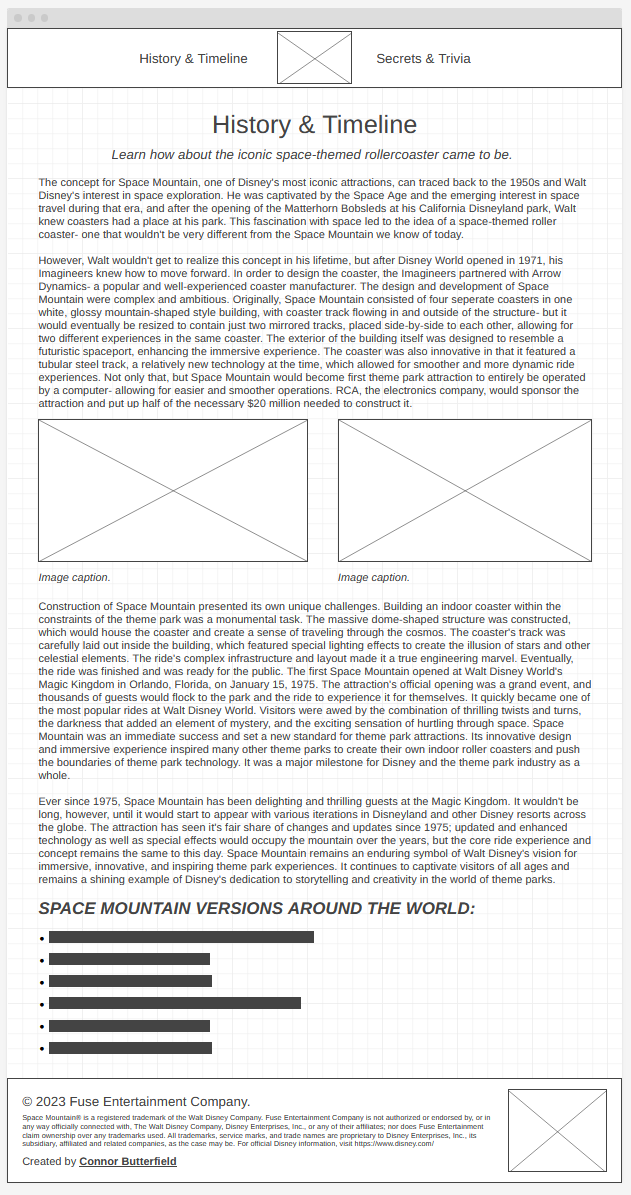 History & Timeline
Secrets & Trivia
History & Timeline
Learn how about the iconic space-themed rollercoaster came to be.
The concept for Space Mountain, one of Disney's most iconic attractions, can traced back to the 1950s and Walt
Disney's interest in space exploration. He was captivated by the Space Age and the emerging interest in space
travel during that era, and after the opening of the Matterhorn Bobsleds at his California Disneyland park, Walt
knew coasters had a place at his park. This fascination with space led to the idea of a space-themed roller
coaster- one that wouldn't be very different from the Space Mountain we know of today.
However, Walt wouldn't get to realize this concept in his lifetime, but after Disney World opened in 1971, his
Imagineers knew how to move forward. In order to design the coaster, the Imagineers partnered with Arrow
Dynamics- a popular and well-experienced coaster manufacturer. The design and development of Space
Mountain were complex and ambitious. Originally, Space Mountain consisted of four seperate coasters in one
white, glossy mountain-shaped style building, with coaster track flowing in and outside of the structure- but it
would eventually be resized to contain just two mirrored tracks, placed side-by-side to each other, allowing for
two different experiences in the same coaster. The exterior of the building itself was designed to resemble a
futuristic spaceport, enhancing the immersive experience. The coaster was also innovative in that it featured a
tubular steel track, a relatively new technology at the time, which allowed for smoother and more dynamic ride
experiences. Not only that, but Space Mountain would become first theme park attraction to entirely be operated
by a computer- allowing for easier and smoother operations. RCA, the electronics company, would sponsor the
attraction and put up half of the necessary $20 million needed to construct it.
Image caption.
Image caption.
Construction of Space Mountain presented its own unique challenges. Building an indoor coaster within the
constraints of the theme park was a monumental task. The massive dome-shaped structure was constructed,
which would house the coaster and create a sense of traveling through the cosmos. The coaster's track was
carefully laid out inside the building, which featured special lighting effects to create the illusion of stars and other
celestial elements. The ride's complex infrastructure and layout made it a true engineering marvel. Eventually,
the ride was finished and was ready for the public. The first Space Mountain opened at Walt Disney World's
Magic Kingdom in Orlando, Florida, on January 15, 1975. The attraction's official opening was a grand event, and
thousands of guests would flock to the park and the ride to experience it for themselves. It quickly became one of
the most popular rides at Walt Disney World. Visitors were awed by the combination of thrilling twists and turns,
the darkness that added an element of mystery, and the exciting sensation of hurtling through space. Space
Mountain was an immediate success and set a new standard for theme park attractions. Its innovative design
and immersive experience inspired many other theme parks to create their own indoor roller coasters and push
the boundaries of theme park technology. It was a major milestone for Disney and the theme park industry as a
whole.
Ever since 1975, Space Mountain has been delighting and thrilling guests at the Magic Kingdom. It wouldn't be
long, however, until it would start to appear with various iterations in Disneyland and other Disney resorts across
the globe. The attraction has seen it's fair share of changes and updates since 1975; updated and enhanced
technology as well as special effects would occupy the mountain over the years, but the core ride experience and
concept remains the same to this day. Space Mountain remains an enduring symbol of Walt Disney's vision for
immersive, innovative, and inspiring theme park experiences. It continues to captivate visitors of all ages and
remains a shining example of Disney's dedication to storytelling and creativity in the world of theme parks.
SPACE MOUNTAIN VERSIONS AROUND THE WORLD:
© 2023 Fuse Entertainment Company.
Space Mountain® is a registered trademark of the Walt Disney Company. Fuse Entertainment Company is not authorized or endorsed by, or in
any way officially connected with, The Walt Disney Company, Disney Enterprises, Inc., or any of their affiliates; nor does Fuse Entertainment
claim ownership over any trademarks used. All trademarks, service marks, and trade names are proprietary to Disney Enterprises, Inc., its
subsidiary, affiliated and related companies, as the case may be. For official Disney information, visit https://www.disney.com/
Created by Connor Butterfield